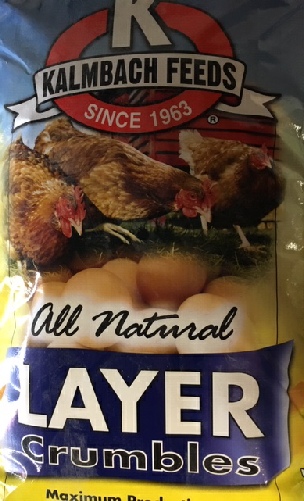 K
KALMBACH FEEDS
SINCE 1963 ®
All Natural
LAYER
Crumbles
Maximum